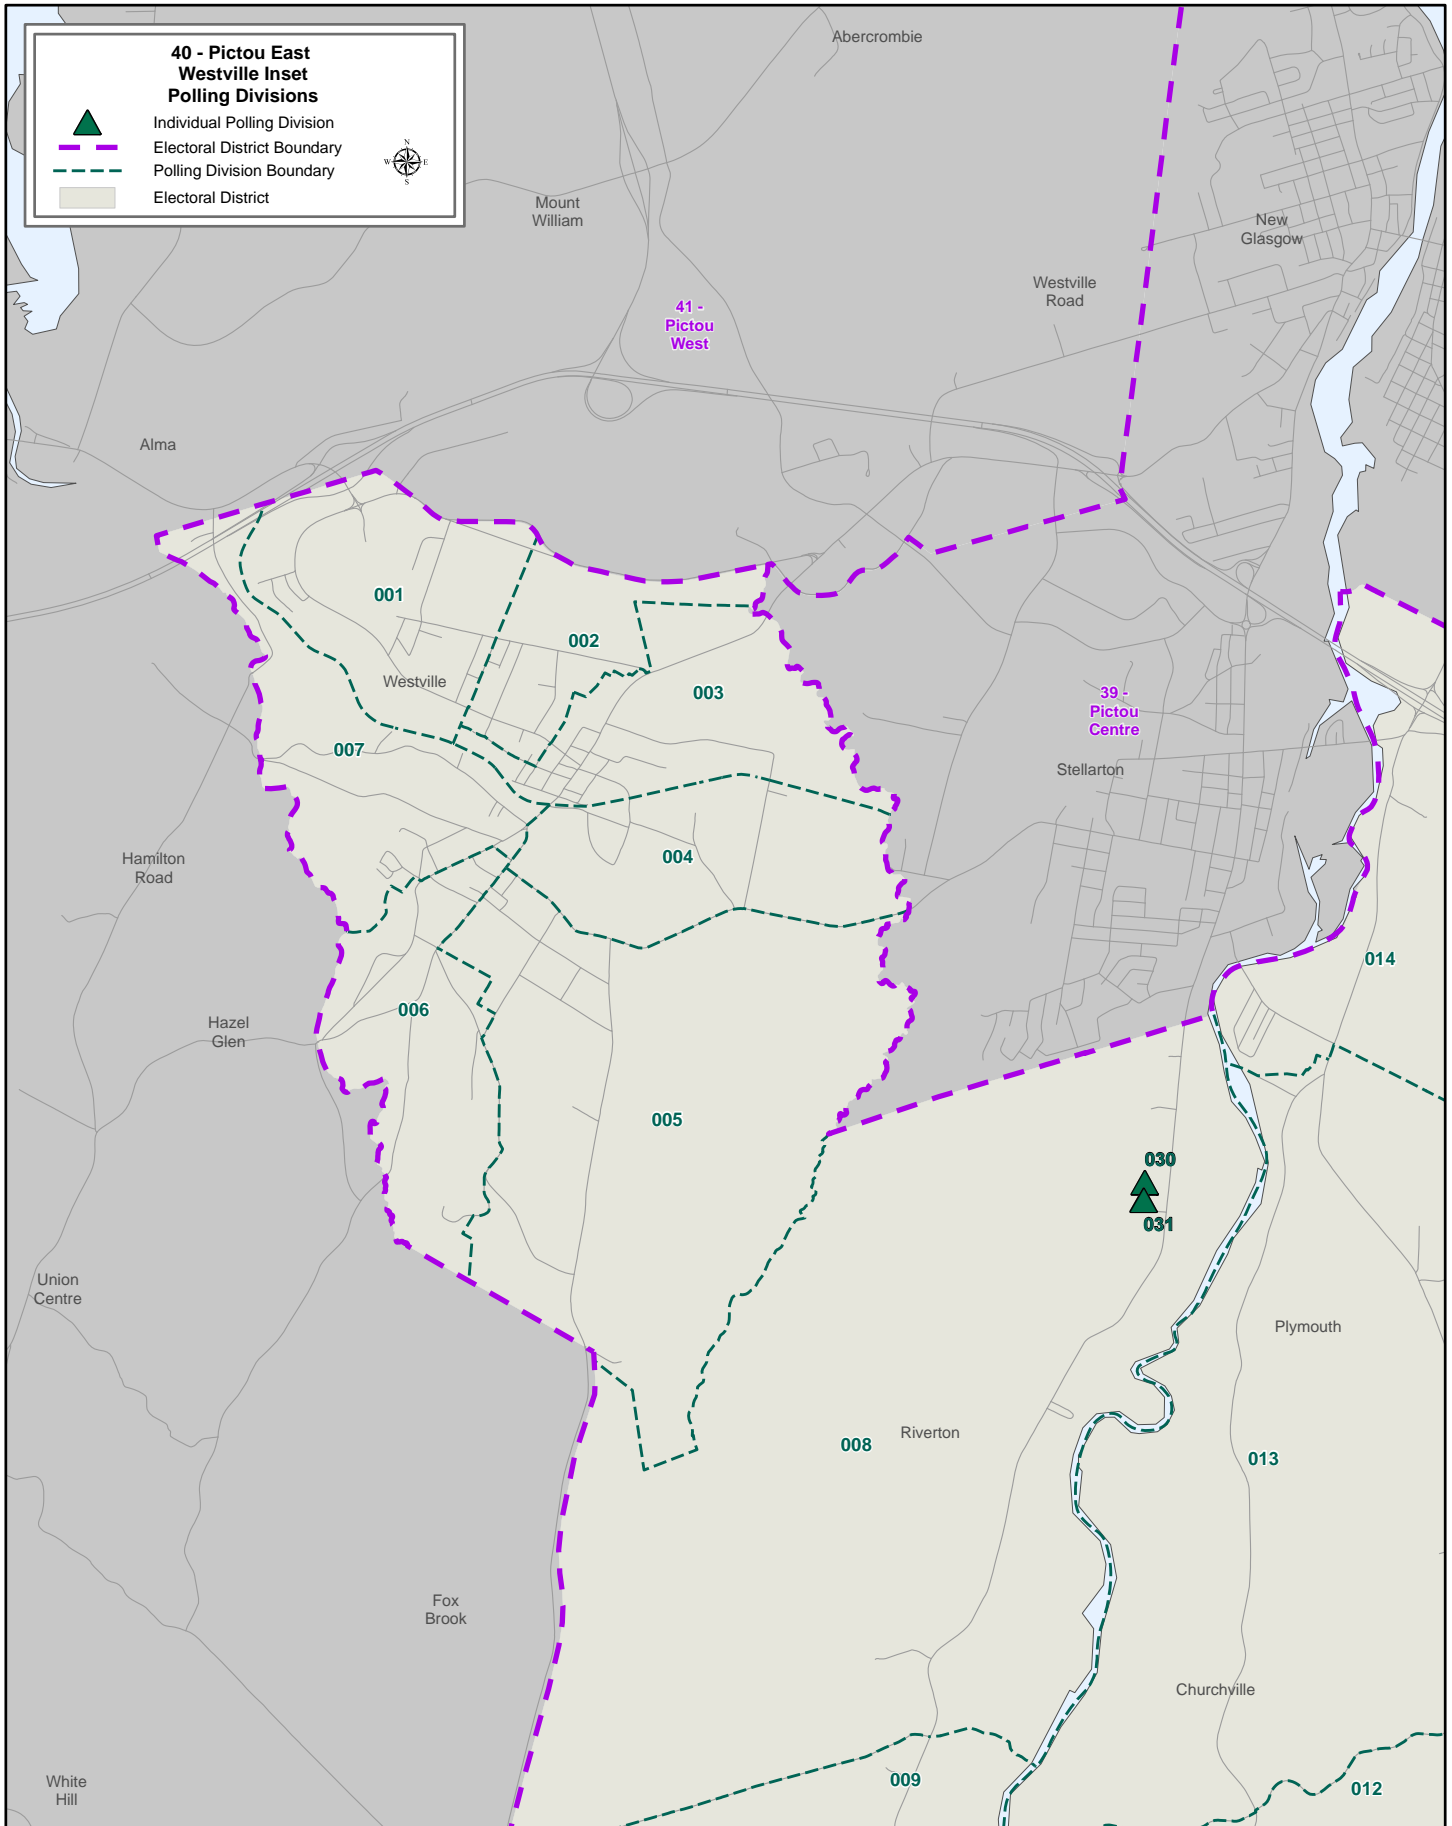 40 - Pictou East
Westville Inset
Polling Divisions
Individual Polling Division
Electoral District Boundary
Polling Division Boundary
Electoral District
N
W
E
S
Abercrombie
Mount
William
New
Glasgow
Westville
Road
41 -
Pictou
West
Alma
001
002
Westville
003
39 -
Pictou
Centre
007
Stellarton
Hamilton
Road
004
014
006
Hazel
Glen
005
030
031
Union
Centre
Plymouth
Riverton
008
013
Fox
Brook
Churchville
White
Hill
009
012